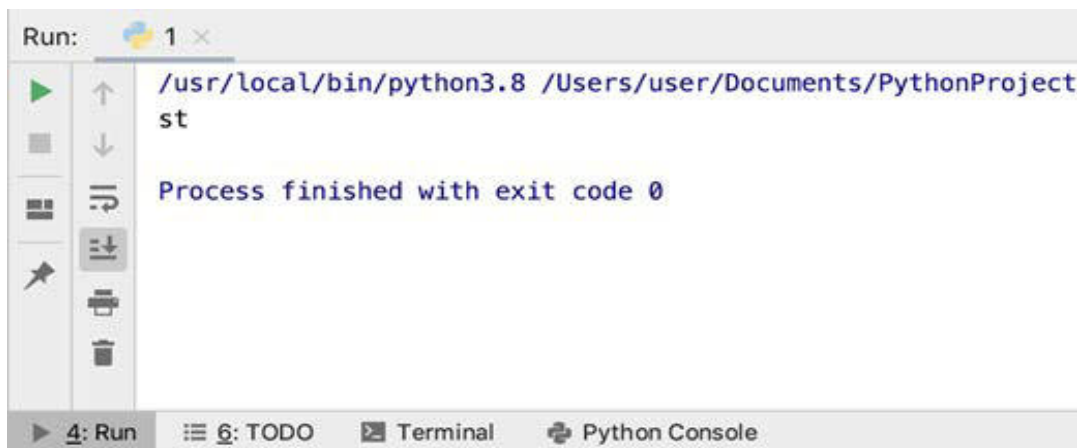 Run: 1 ×
/usr/local/bin/python3.8 /Users/user/Documents/PythonProject
st
Process finished with exit code 0
4: Run 6: TODO Terminal Python Console